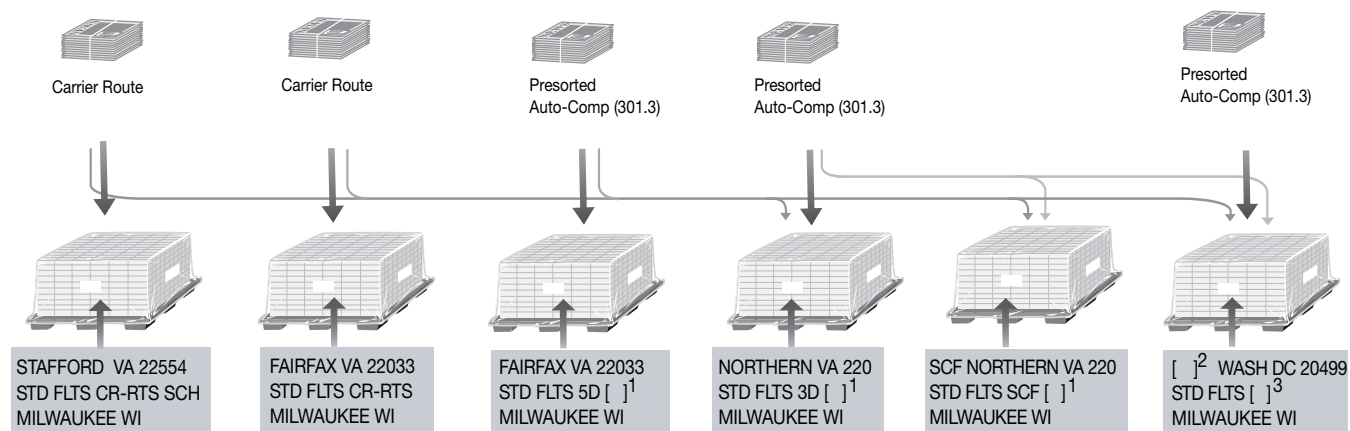 Carrier Route
Carrier Route
Presorted
Auto-Comp (301.3)
Presorted
Auto-Comp (301.3)
Presorted
Auto-Comp (301.3)
STAFFORD VA 22554
STD FLTS CR-RTS SCH
MILWAUKEE WI
FAIRFAX VA 22033
STD FLTS CR-RTS
MILWAUKEE WI
FAIRFAX VA 22033
STD FLTS 5D [ ]1
MILWAUKEE WI
NORTHERN VA 220
STD FLTS 3D [ ]1
MILWAUKEE WI
SCF NORTHERN VA 220
STD FLTS SCF [ ]1
MILWAUKEE WI
[ ]2 WASH DC 20499
STD FLTS [ ]3
MILWAUKEE WI